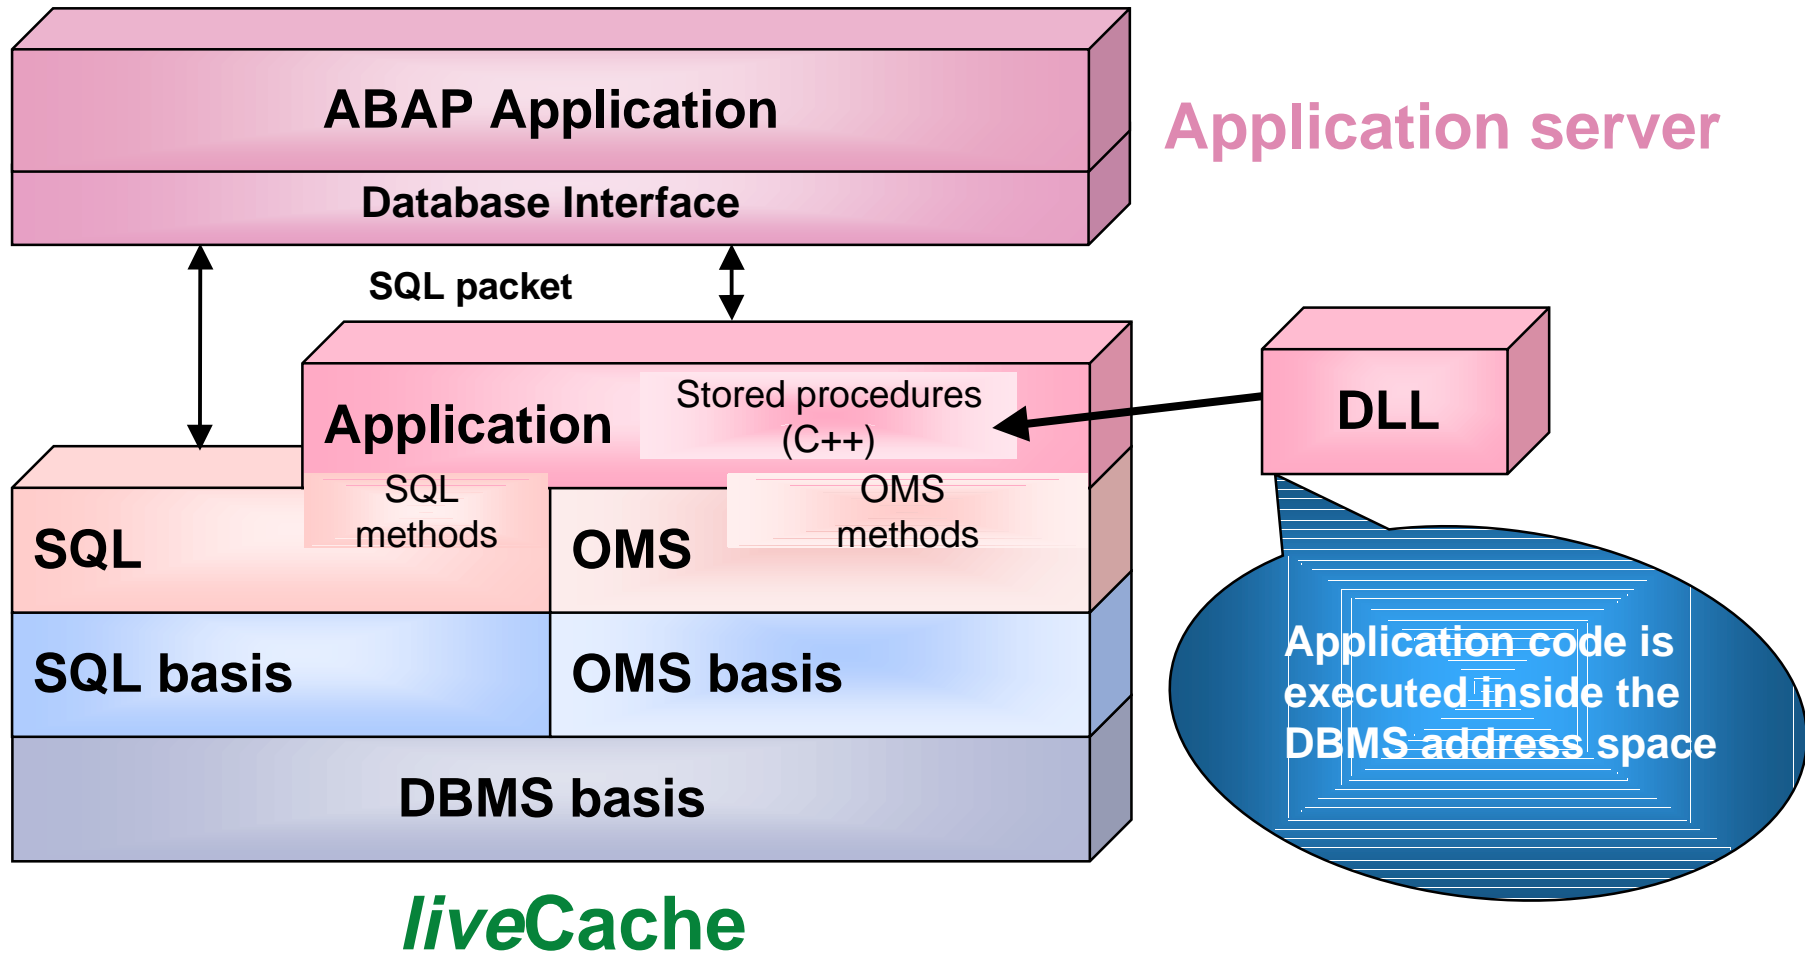 ABAP Application
Application server
Database Interface
SQL packet
Application
Stored procedures
(C++)
DLL
SQL
methods
OMS
methods
SQL
OMS
SQL basis
OMS basis
Application code is
executed inside the
DBMS address space
DBMS basis
liveCache